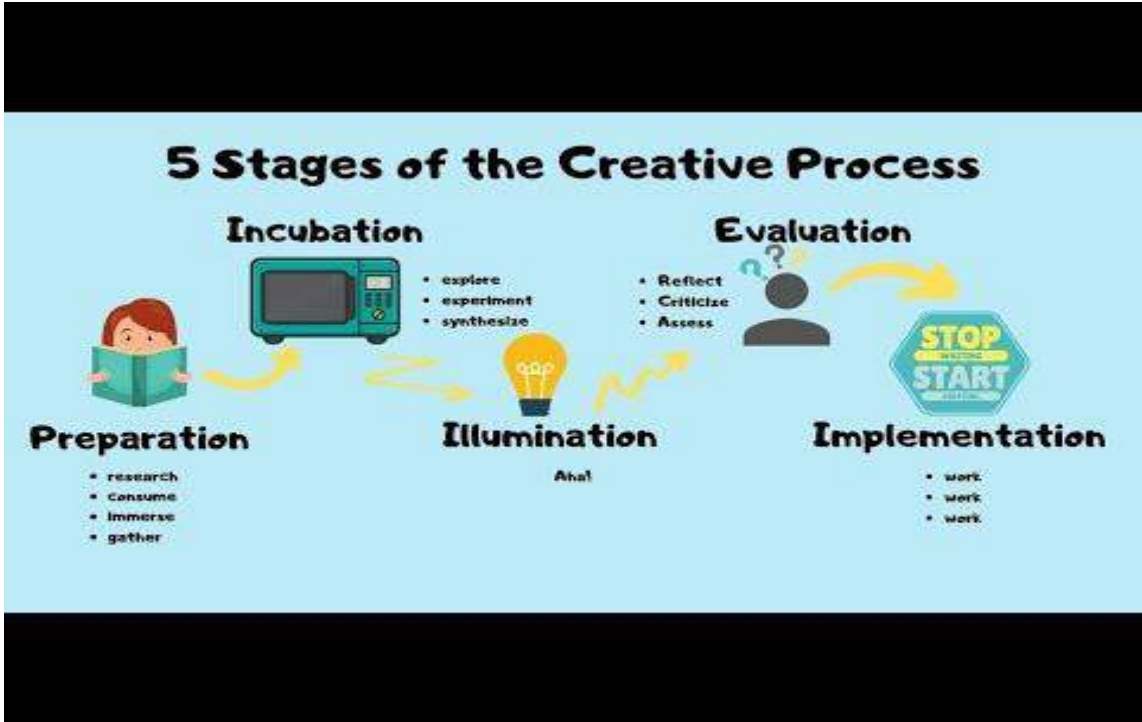 5 Stages of the Creative Process
Incubation
• explore
• experiment
• synthesize
Evaluation
• Reflect
• Criticize
• Assess
STOP
START
Preparation
• research
• consume
• immerse
• gather
Illumination
Aha!
Implementation
• work
• work
• work